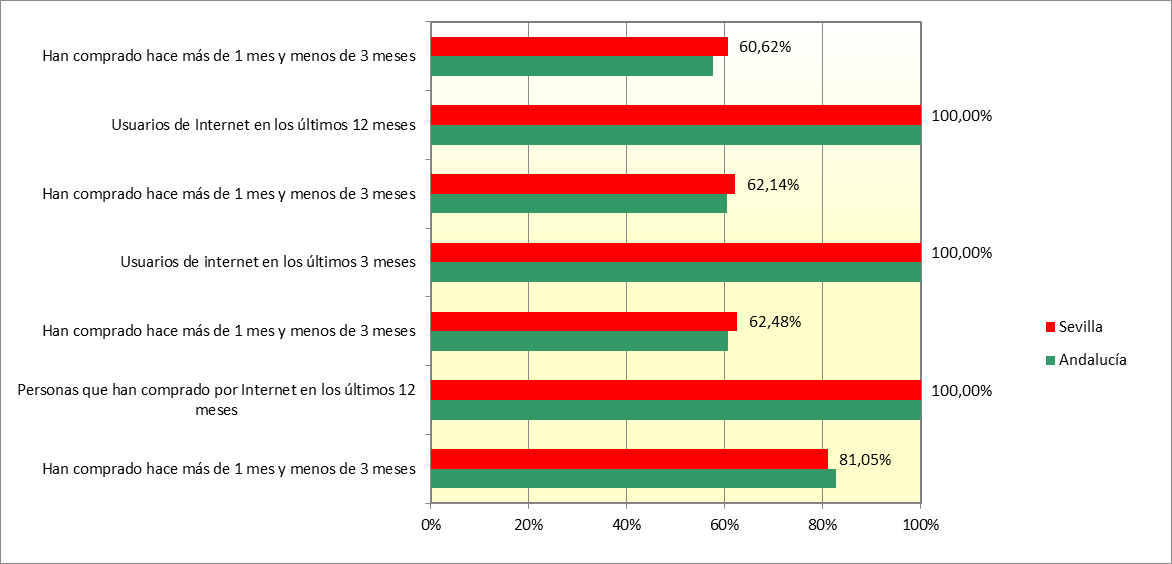 Han comprado hace más de 1 mes y menos de 3 meses
60,62%
Usuarios de Internet en los últimos 12 meses
100,00%
Han comprado hace más de 1 mes y menos de 3 meses
62,14%
Usuarios de internet en los últimos 3 meses
100,00%
Han comprado hace más de 1 mes y menos de 3 meses
62,48%
Personas que han comprado por Internet en los últimos 12
meses
100,00%
Han comprado hace más de 1 mes y menos de 3 meses
81,05%
0% 20% 40% 60% 80% 100%
Sevilla
Andalucía